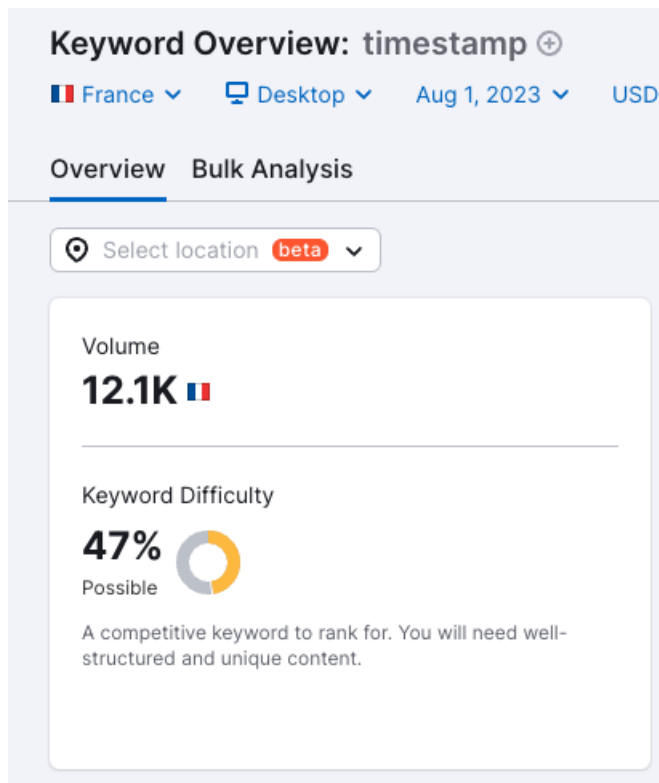 Keyword Overview: timestamp
France Desktop Aug 1, 2023 USD
Overview Bulk Analysis
Select location beta
Volume
12.1K
Keyword Difficulty
47%
Possible
A competitive keyword to rank for. You will need well-
structured and unique content.